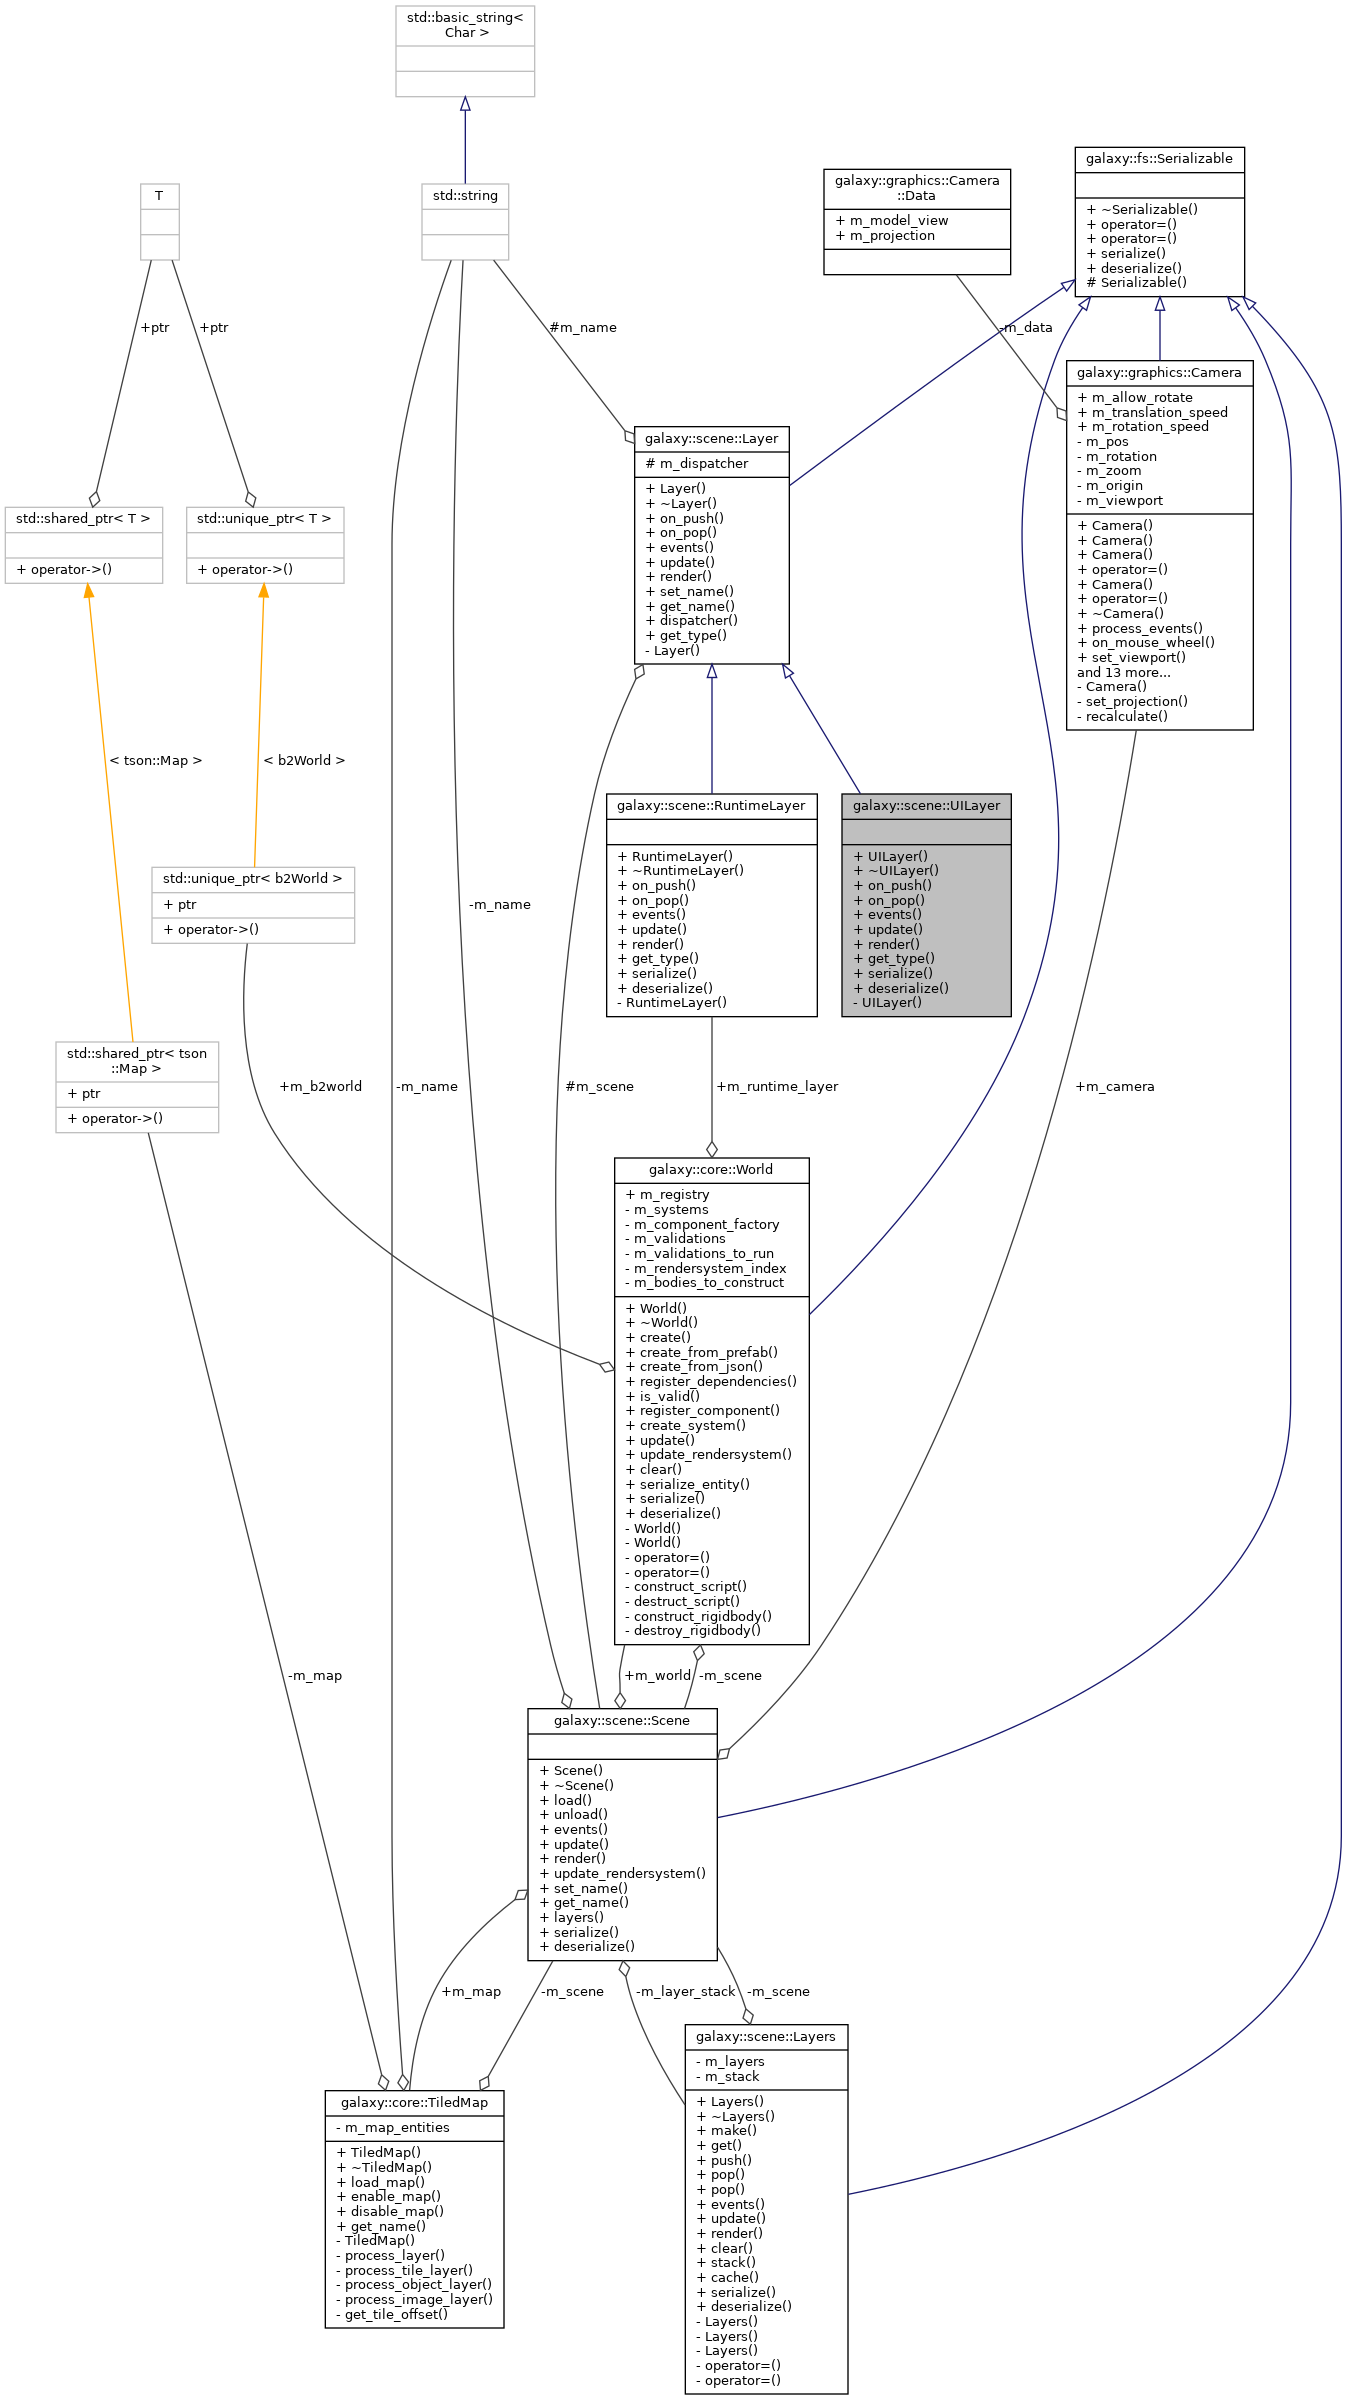 std::basic_string<
Char >
galaxy::fs::Serializable
+ ~Serializable()
+ operator=()
+ operator=()
+ serialize()
+ deserialize()
# Serializable()
galaxy::graphics::Camera
::Data
+ m_model_view
+ m_projection
T
std::string
+ptr
+ptr
#m_name
-m_data
galaxy::graphics::Camera
+ m_allow_rotate
+ m_translation_speed
+ m_rotation_speed
- m_pos
- m_rotation
- m_zoom
- m_origin
- m_viewport
+ Camera()
+ Camera()
+ Camera()
+ operator=()
+ Camera()
+ operator=()
+ ~Camera()
+ process_events()
+ on_mouse_wheel()
+ set_viewport()
and 13 more...
- Camera()
- set_projection()
- recalculate()
galaxy::scene::Layer
# m_dispatcher
+ Layer()
+ ~Layer()
+ on_push()
+ on_pop()
+ events()
+ update()
+ render()
+ set_name()
+ get_name()
+ dispatcher()
+ get_type()
- Layer()
std::shared_ptr< T >
+ operator->()
std::unique_ptr< T >
+ operator->()
< tson::Map >
< b2World >
galaxy::scene::RuntimeLayer
+ RuntimeLayer()
+ ~RuntimeLayer()
+ on_push()
+ on_pop()
+ events()
+ update()
+ render()
+ get_type()
+ serialize()
+ deserialize()
- RuntimeLayer()
galaxy::scene::UILayer
+ UILayer()
+ ~UILayer()
+ on_push()
+ on_pop()
+ events()
+ update()
+ render()
+ get_type()
+ serialize()
+ deserialize()
- UILayer()
std::unique_ptr< b2World >
+ ptr
+ operator->()
-m_name
std::shared_ptr< tson
::Map >
+ ptr
+ operator->()
+m_b2world
-m_name
#m_scene
+m_runtime_layer
+m_camera
galaxy::core::World
+ m_registry
- m_systems
- m_component_factory
- m_validations
- m_validations_to_run
- m_rendersystem_index
- m_bodies_to_construct
+ World()
+ ~World()
+ create()
+ create_from_prefab()
+ create_from_json()
+ register_dependencies()
+ is_valid()
+ register_component()
+ create_system()
+ update()
+ update_rendersystem()
+ clear()
+ serialize_entity()
+ serialize()
+ deserialize()
- World()
- World()
- operator=()
- operator=()
- construct_script()
- destruct_script()
- construct_rigidbody()
- destroy_rigidbody()
-m_map
+m_world
-m_scene
galaxy::scene::Scene
+ Scene()
+ ~Scene()
+ load()
+ unload()
+ events()
+ update()
+ render()
+ update_rendersystem()
+ set_name()
+ get_name()
+ layers()
+ serialize()
+ deserialize()
+m_map
-m_scene
-m_layer_stack
-m_scene
galaxy::core::TiledMap
- m_map_entities
+ TiledMap()
+ ~TiledMap()
+ load_map()
+ enable_map()
+ disable_map()
+ get_name()
- TiledMap()
- process_layer()
- process_tile_layer()
- process_object_layer()
- process_image_layer()
- get_tile_offset()
galaxy::scene::Layers
- m_layers
- m_stack
+ Layers()
+ ~Layers()
+ make()
+ get()
+ push()
+ pop()
+ pop()
+ events()
+ update()
+ render()
+ clear()
+ stack()
+ cache()
+ serialize()
+ deserialize()
- Layers()
- Layers()
- Layers()
- operator=()
- operator=()